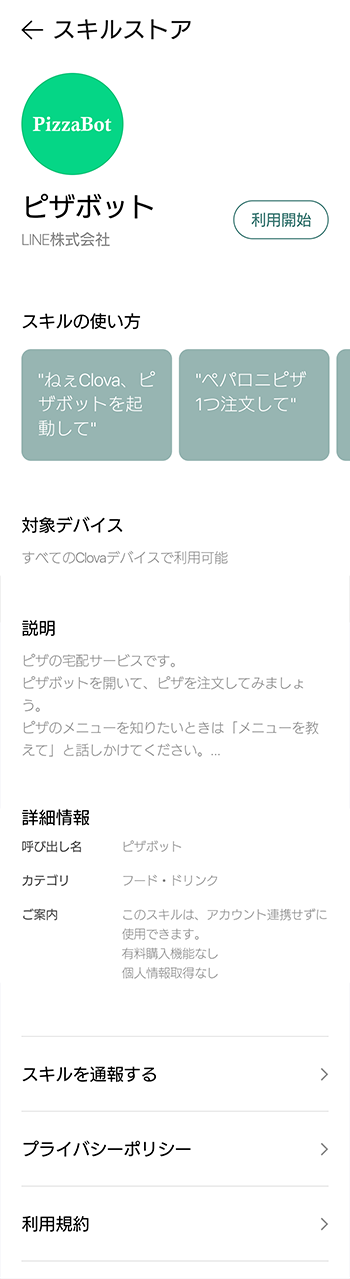 スキルストア
PizzaBot
ピザボット
LINE株式会社
利用開始
スキルの使い方
"ねぇClova、ピ
ザボットを起
動して"
"ペパロニピザ
1つ注文して"
対象デバイス
すべてのClovaデバイスで利用可能
説明
ピザの宅配サービスです。
ピザボットを開いて、ピザを注文してみましょ
う。
ピザのメニューを知りたいときは「メニューを教
えて」と話しかけてください。...
詳細情報
呼び出し名 ピザボット
カテゴリ フード・ドリンク
ご案内 このスキルは、アカウント連携せずに
使用できます。
有料購入機能なし
個人情報取得なし
スキルを通報する
プライバシーポリシー
利用規約